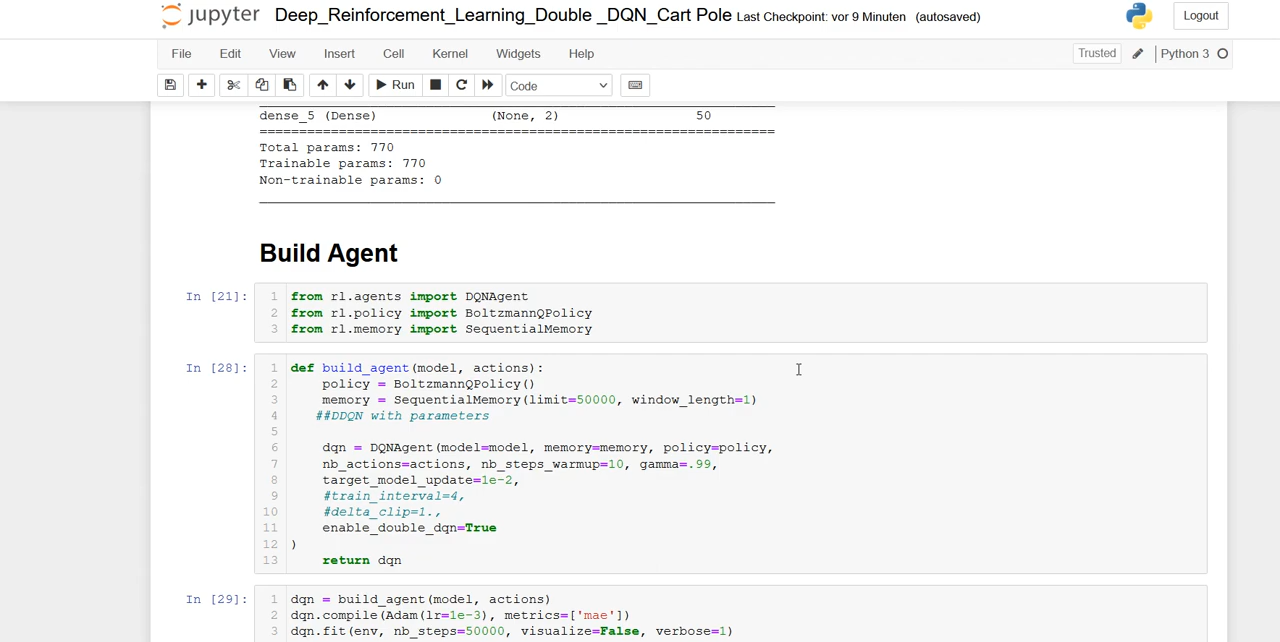 jupyter Deep_Reinforcement_Learning_Double _DQN_Cart Pole Last Checkpoint: vor 9 Minuten (autosaved) Logout
File Edit View Insert Cell Kernel Widgets Help Trusted Python 3
Run Code
dense_5 (Dense) (None, 2) 50
=================================================================
Total params: 770
Trainable params: 770
Non-trainable params: 0
_________________________________________________________________
Build Agent
In [21]: 1 from rl.agents import DQNAgent
2 from rl.policy import BoltzmannQPolicy
3 from rl.memory import SequentialMemory
In [28]: 1 def build_agent(model, actions):
2 policy = BoltzmannQPolicy()
3 memory = SequentialMemory(limit=50000, window_length=1)
4 ##DDQN with parameters
5
6 dqn = DQNAgent(model=model, memory=memory, policy=policy,
7 nb_actions=actions, nb_steps_warmup=10, gamma=.99,
8 target_model_update=1e-2,
9 #train_interval=4,
10 #delta_clip=1.,
11 enable_double_dqn=True
12 )
13 return dqn
In [29]: 1 dqn = build_agent(model, actions)
2 dqn.compile(Adam(lr=1e-3), metrics=['mae'])
3 dqn.fit(env, nb_steps=50000, visualize=False, verbose=1)